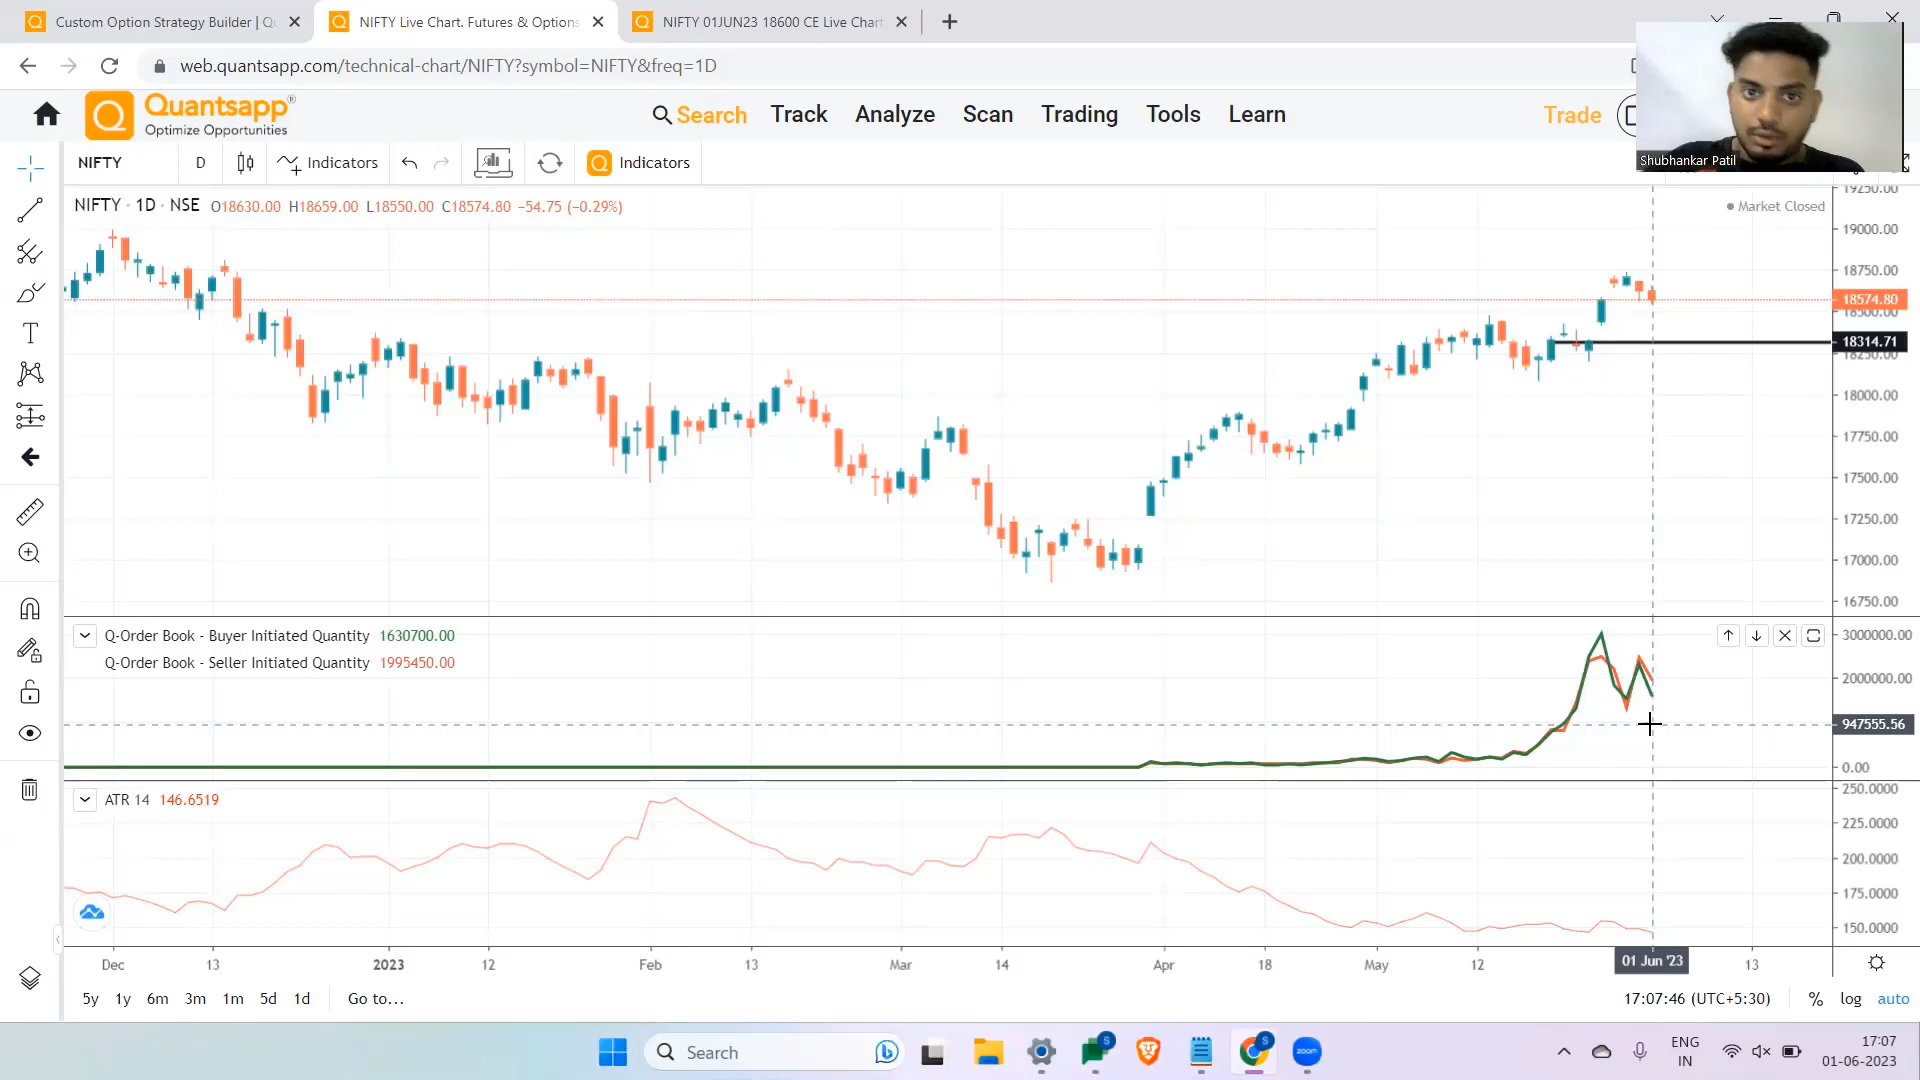 Custom Option Strategy Builder | Qu
NIFTY Live Chart. Futures & Options
NIFTY 01JUN23 18600 CE Live Char
web.quantsapp.com/technical-chart/NIFTY?symbol=NIFTY&freq=1D
Quantsapp®
Optimize Opportunities
Search Track Analyze Scan Trading Tools Learn
Trade
Shubhankar Patil
NIFTY D Indicators Indicators
NIFTY · 1D · NSE O18630.00 H18659.00 L18550.00 C18574.80 −54.75 (−0.29%)
Market Closed
19250.00
19000.00
18750.00
18574.80
18500.00
18314.71
18250.00
18000.00
17750.00
17500.00
17250.00
17000.00
16750.00
Q-Order Book - Buyer Initiated Quantity 1630700.00
Q-Order Book - Seller Initiated Quantity 1995450.00
3000000.00
2000000.00
947555.56
0.00
ATR 14 146.6519
250.0000
225.0000
200.0000
175.0000
150.0000
Dec 13 2023 12 Feb 13 Mar 14 Apr 18 May 12 01 Jun '23 13
5y 1y 6m 3m 1m 5d 1d Go to...
17:07:46 (UTC+5:30) % log auto
Search
zoom
ENG
IN
17:07
01-06-2023